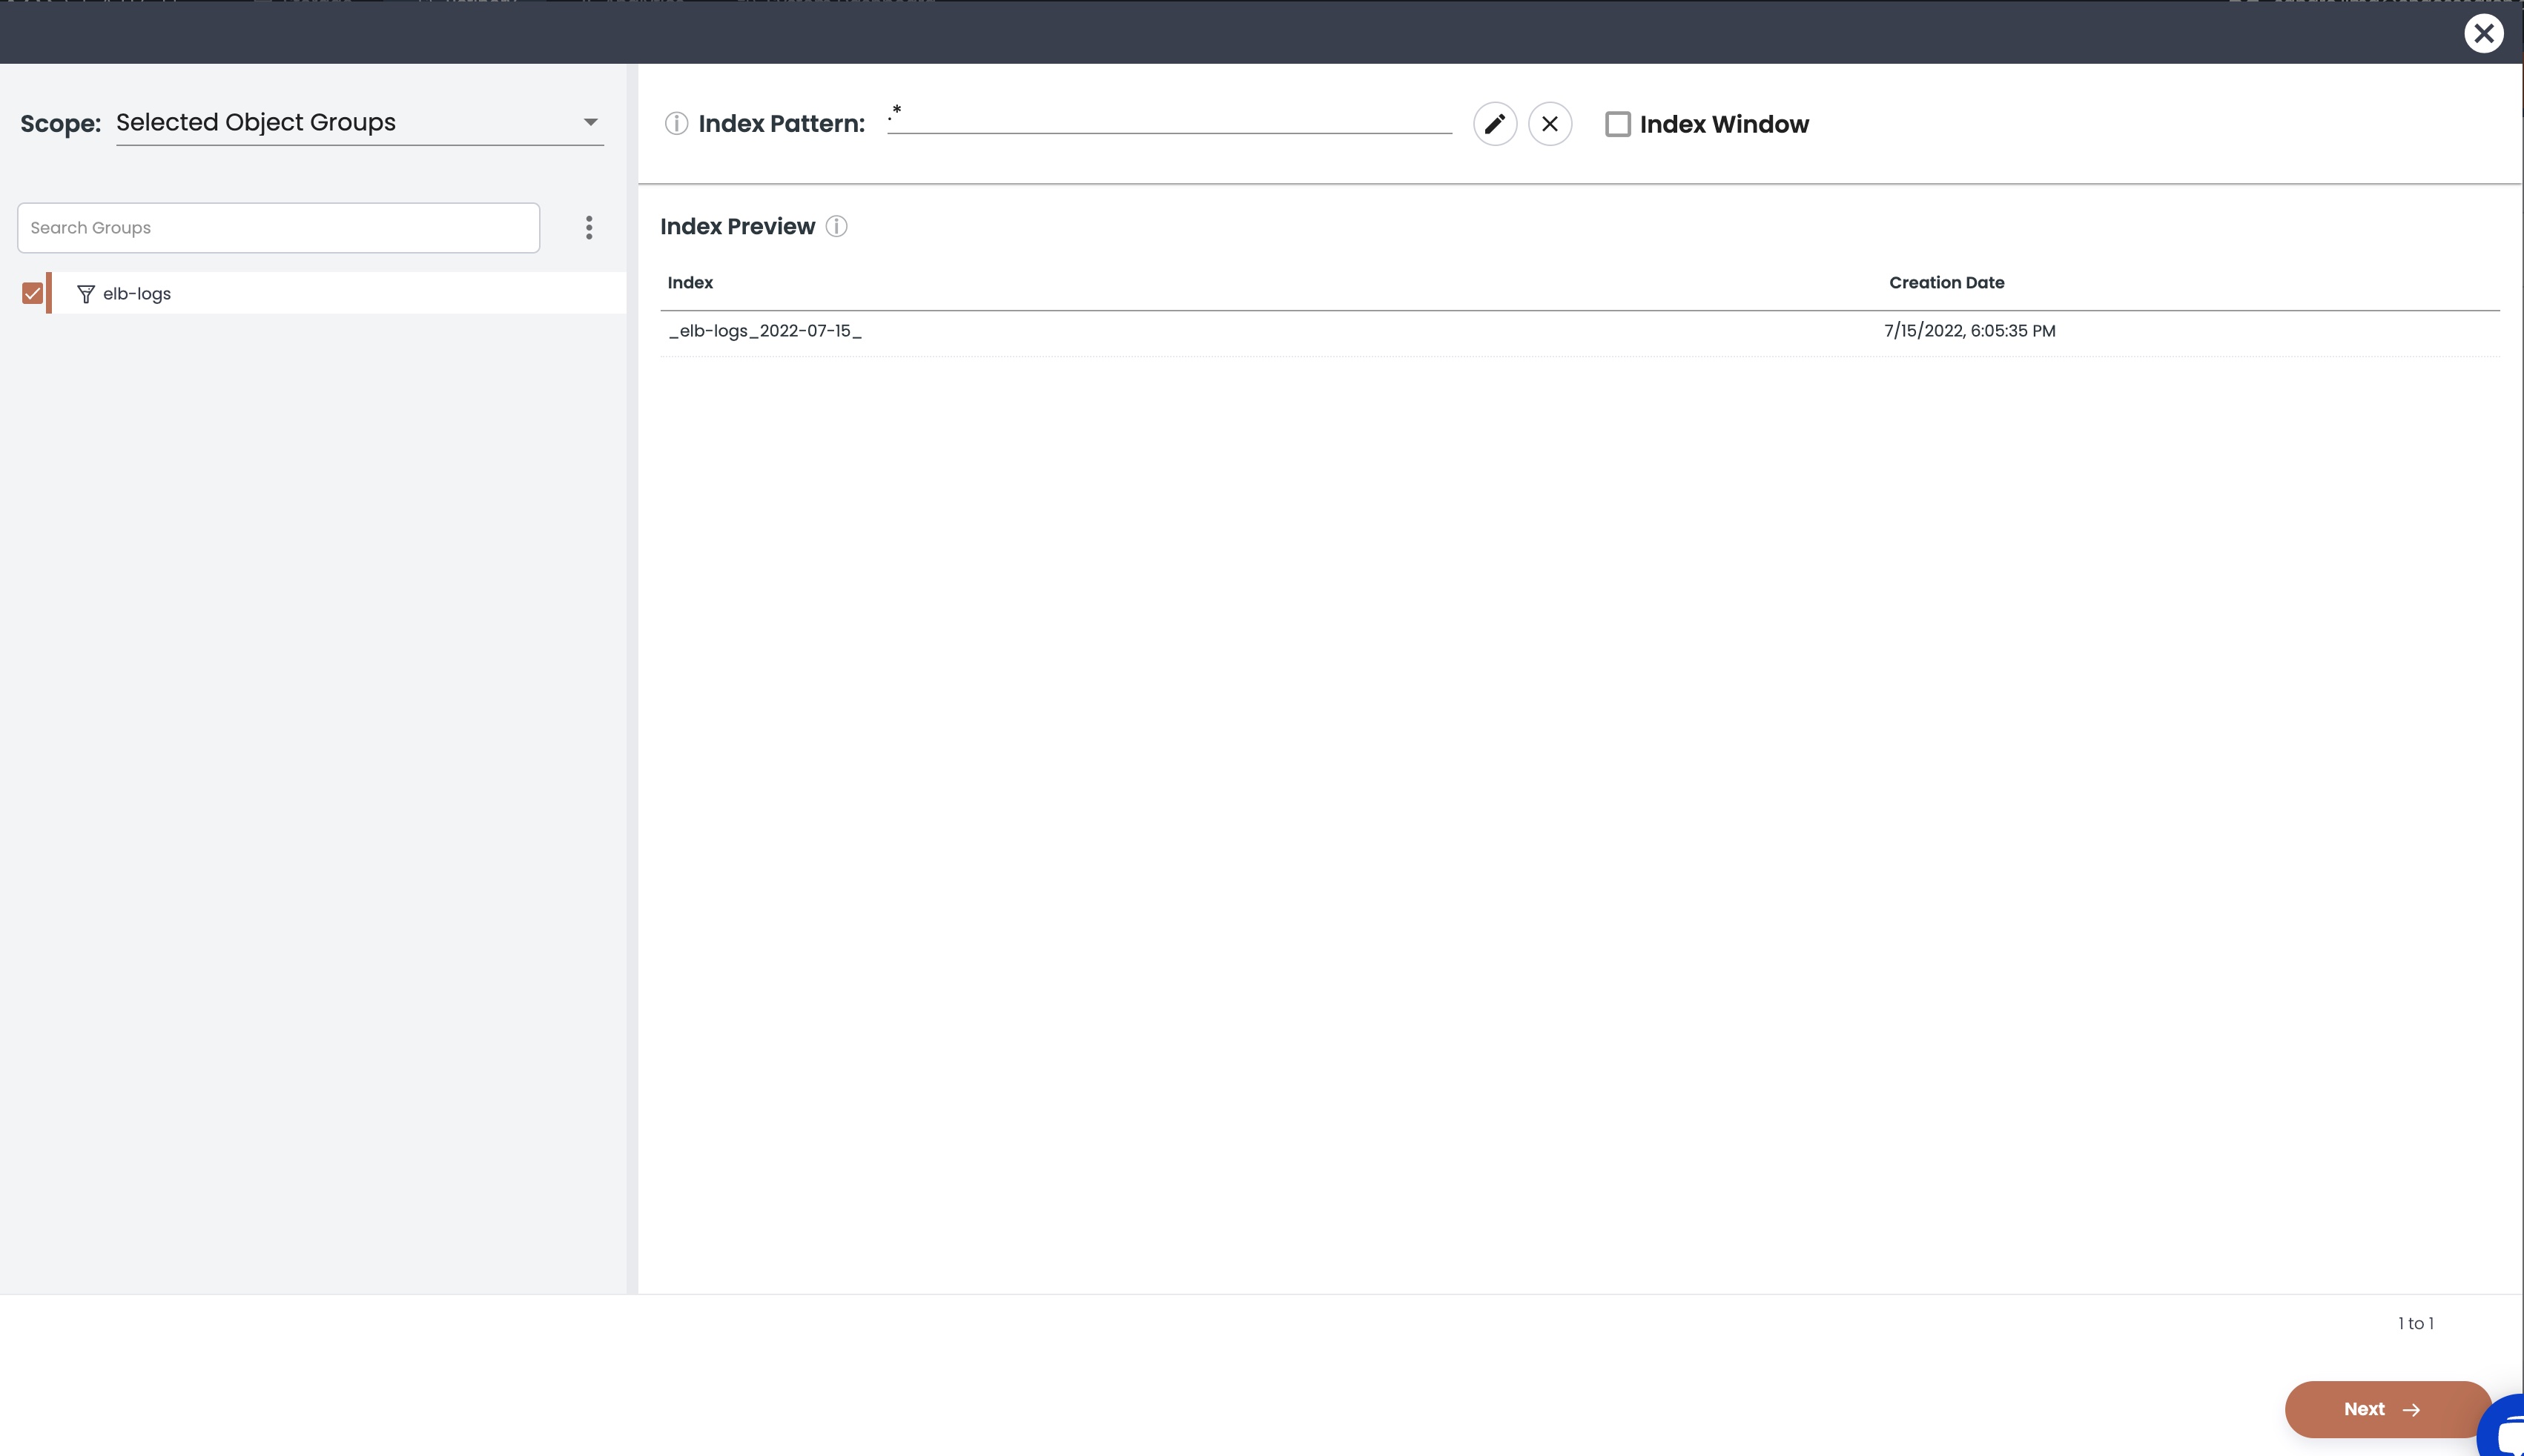 Scope: Selected Object Groups
Index Pattern: .*
Index Window
Search Groups
elb-logs
Index Preview
Index Creation Date
_elb-logs_2022-07-15_ 7/15/2022, 6:05:35 PM
1 to 1
Next